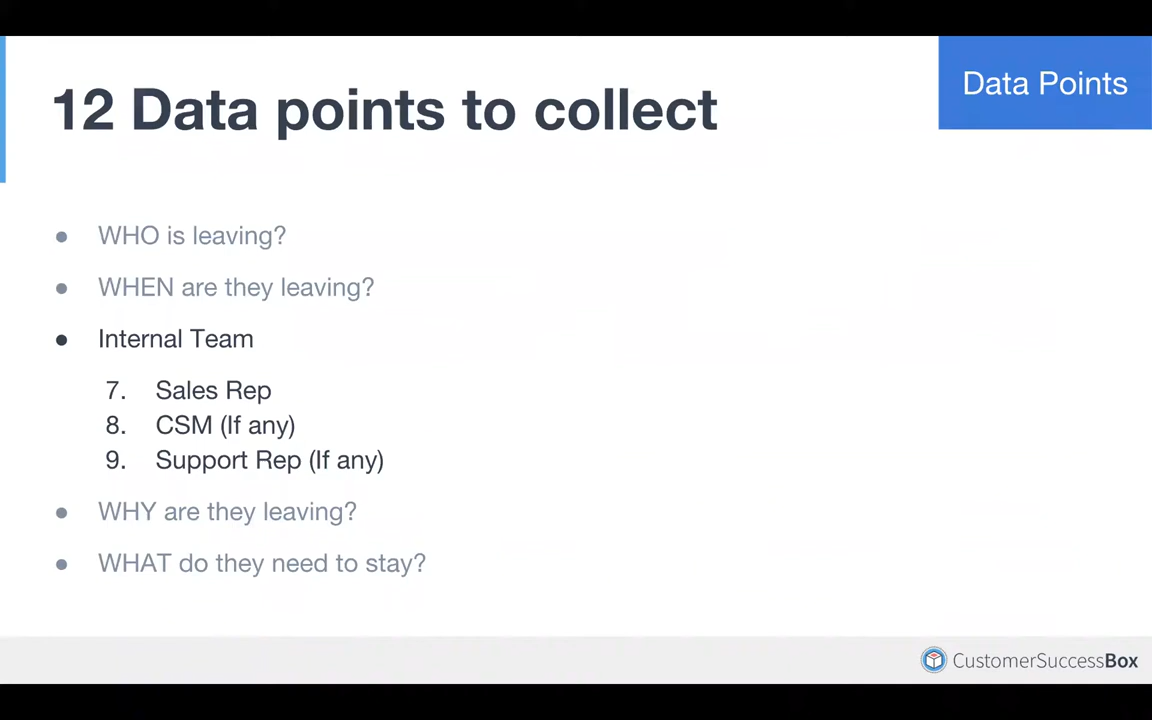 Data Points
12 Data points to collect
● WHO is leaving?
● WHEN are they leaving?
● Internal Team
7. Sales Rep
8. CSM (If any)
9. Support Rep (If any)
● WHY are they leaving?
● WHAT do they need to stay?
CustomerSuccessBox